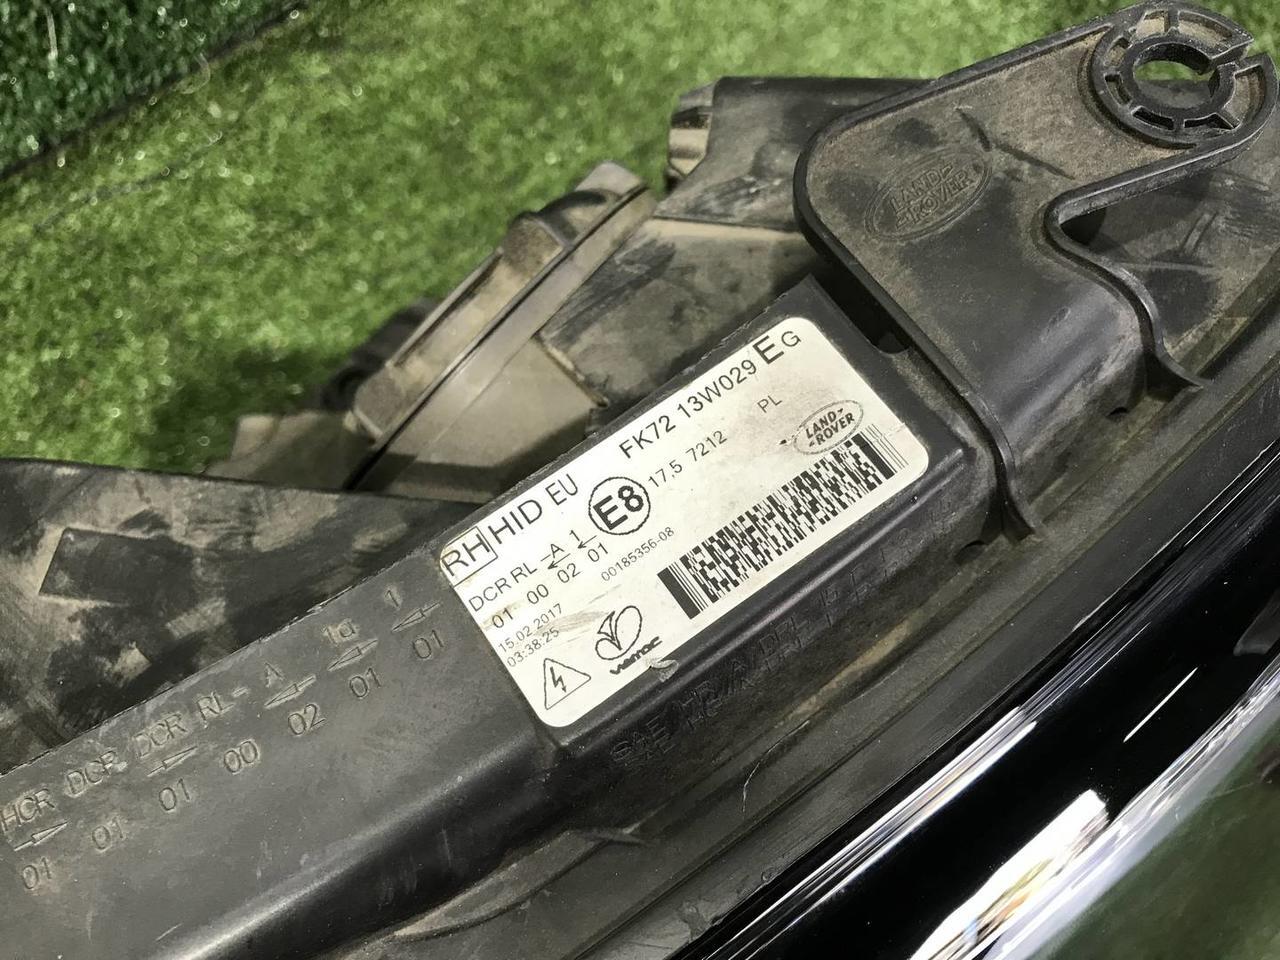 LAND-
-ROVER
RH HID EU FK72 13W029 E G
DCR RL -A 1 E8 17,5 7212 PL
01 00 02 01
00185356-08
LAND-
-ROVER
15.02.2017
03:38:25
varroc
HCR DCR DCR RL - A 1a 1
01 01 01 00 02 01 01